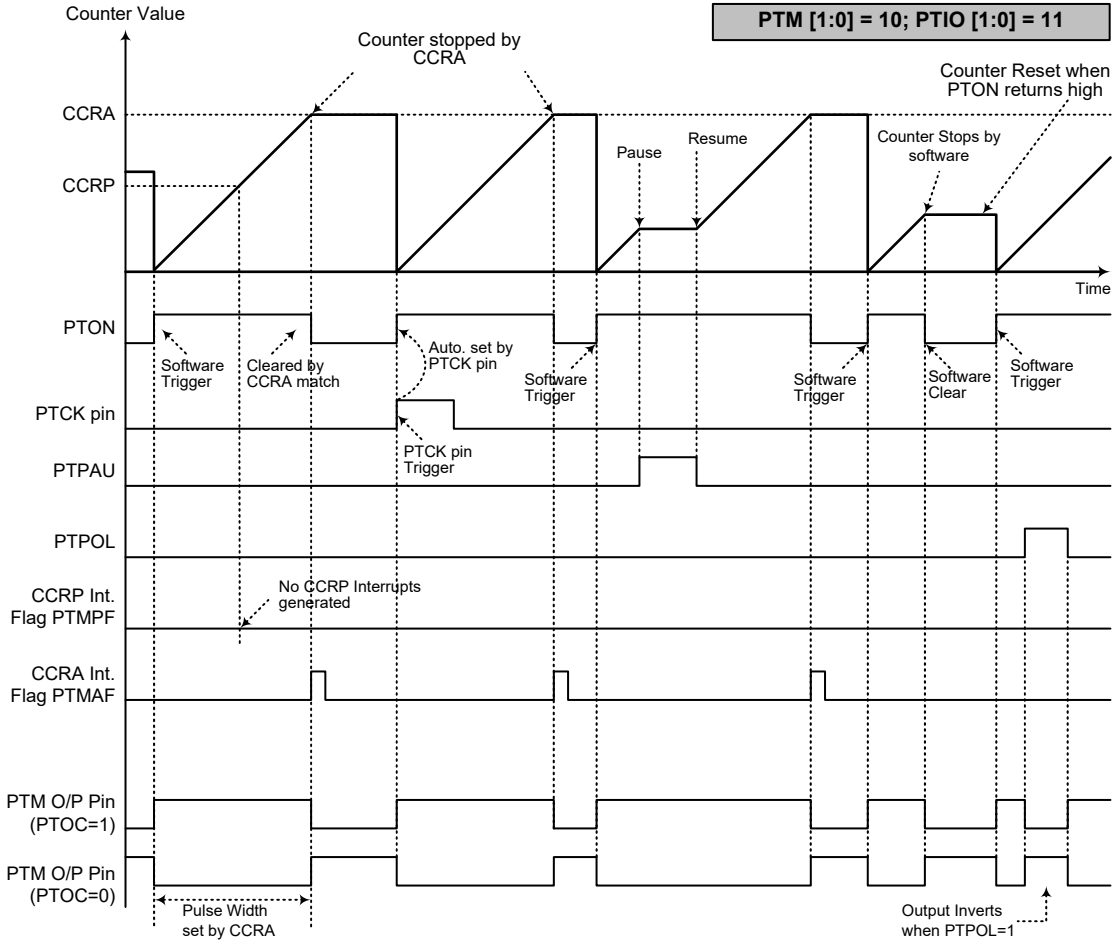 Counter Value
PTM [1:0] = 10; PTIO [1:0] = 11
Counter stopped by
CCRA
Counter Reset when
PTON returns
high
CCRA
Pause
Resume
Counter Stops by
software
CCRP
Time
PTON
Software
Trigger
Cleared by
CCRA match
Auto. set by
PTCK pin
Software
Trigger
Software
Trigger
Software
Clear
Software
Trigger
PTCK pin
PTCK pin
Trigger
PTPAU
PTPOL
CCRP Int.
Flag PTMPF
No CCRP Interrupts
generated
CCRA Int.
Flag PTMAF
PTM O/P Pin
(PTOC=1)
PTM O/P Pin
(PTOC=0)
Pulse Width
set by CCRA
Output Inverts
when PTPOL=1